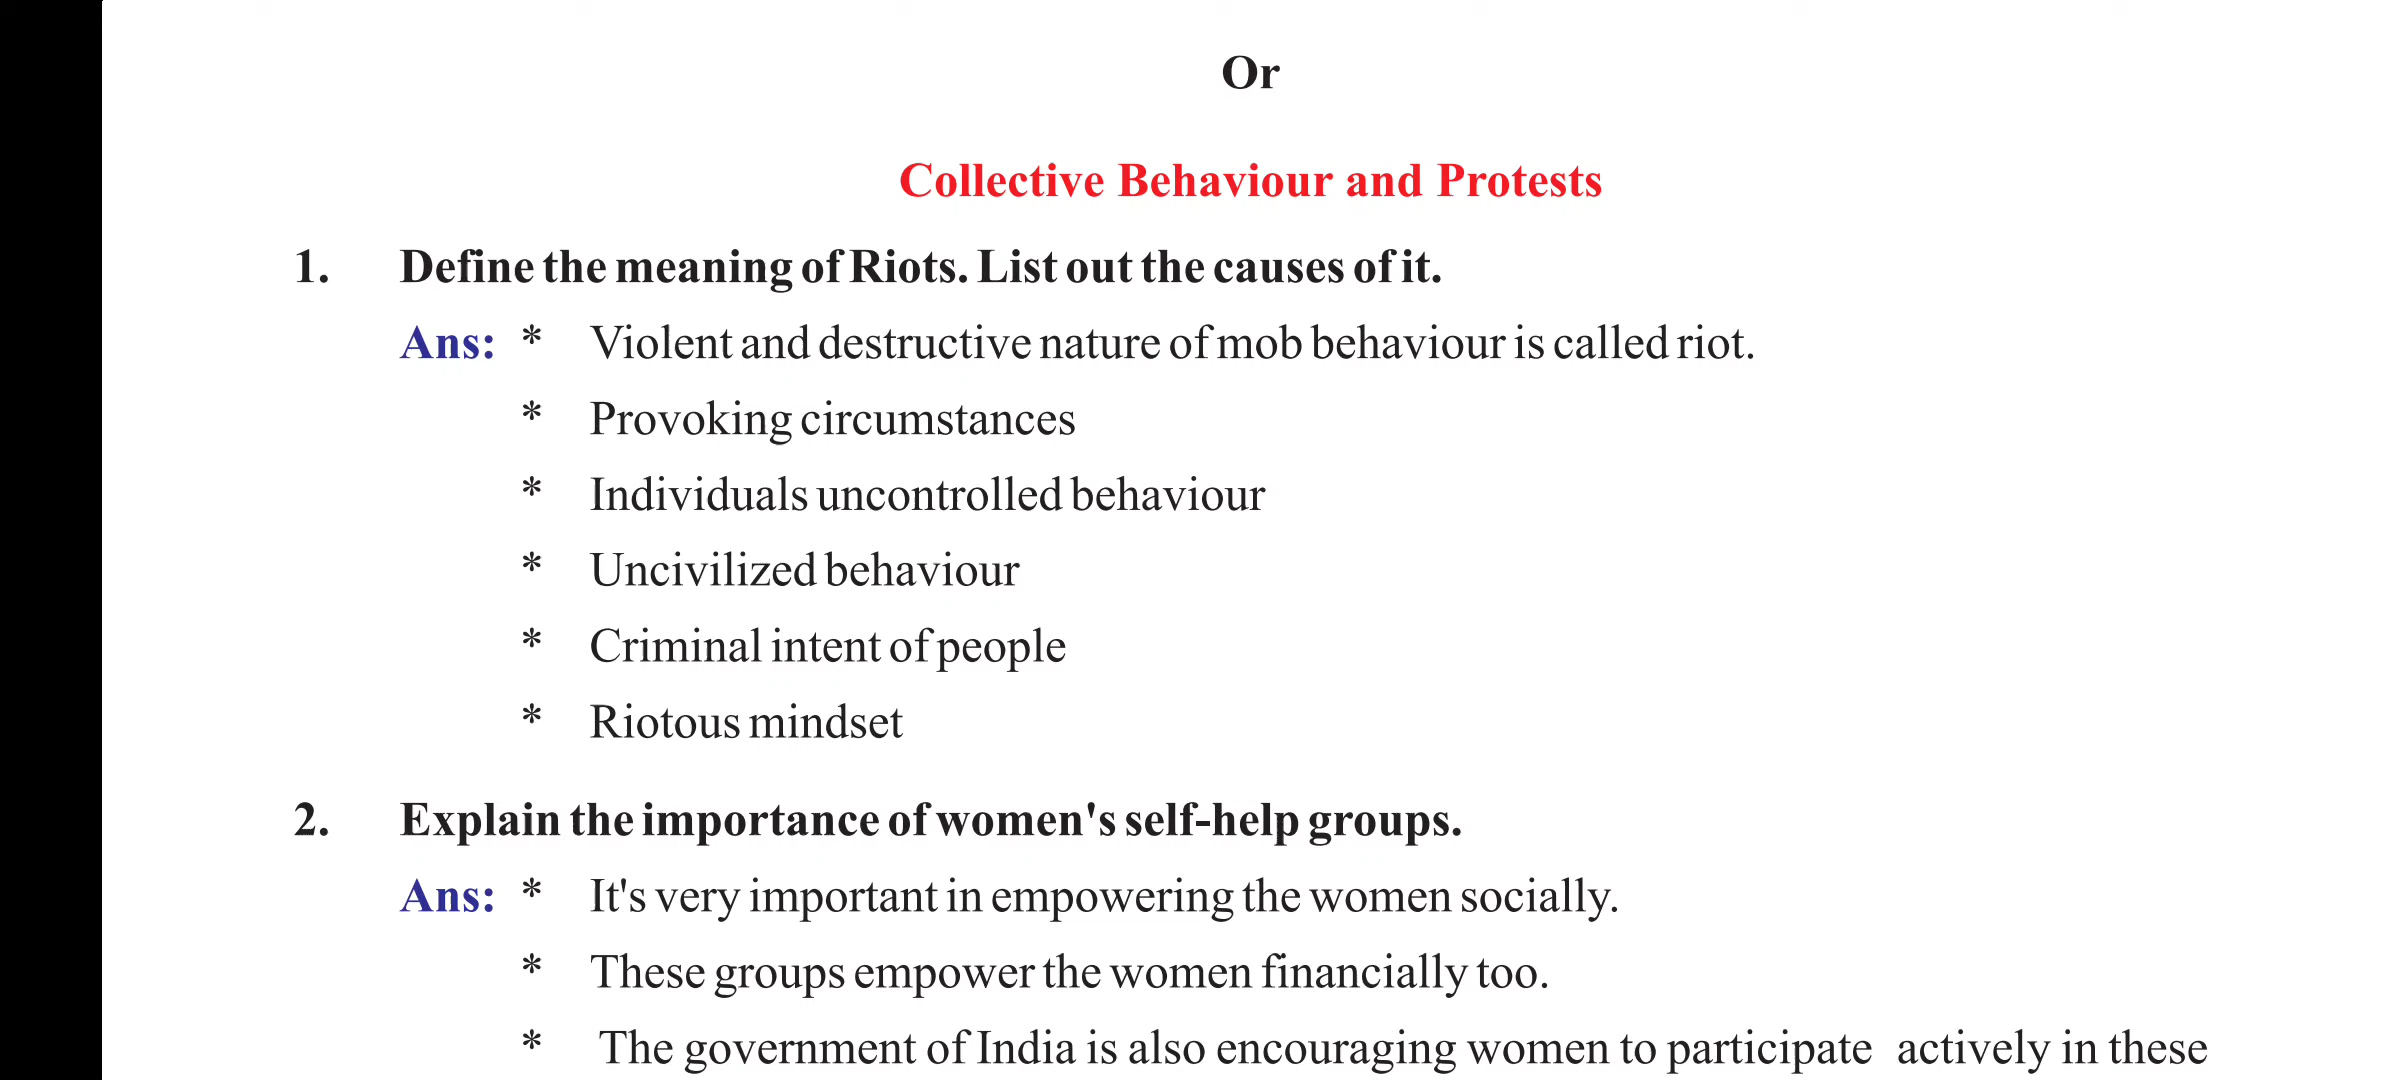 Or
Collective Behaviour and Protests
1. Define the meaning of Riots. List out the causes of it.
Ans: * Violent and destructive nature of mob behaviour is called riot.
* Provoking circumstances
* Individuals uncontrolled behaviour
* Uncivilized behaviour
* Criminal intent of people
* Riotous mindset
2. Explain the importance of women's self-help groups.
Ans: * It's very important in empowering the women socially.
* These groups empower the women financially too.
* The government of India is also encouraging women to participate actively in these